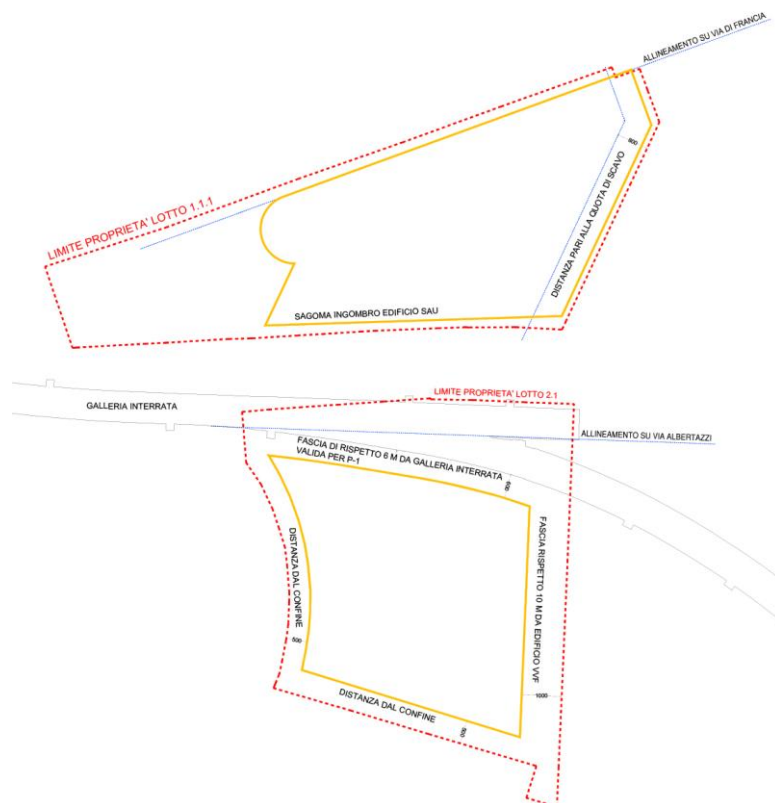 ALLINEAMENTO SU VIA DI FRANCIA
LIMITE PROPRIETA' LOTTO 1.1.1
DISTANZA PARI ALLA QUOTA DI SCAVO
SAGOMA INGOMBRO EDIFICIO SAU
LIMITE PROPRIETA' LOTTO 2.1
GALLERIA INTERRATA
ALLINEAMENTO SU VIA ALBERTAZZI
FASCIA DI RISPETTO 6 M DA GALLERIA INTERRATA
VALIDA PER P-1
DISTANZA DAL CONFINE
FASCIA RISPETTO 10 M DA EDIFICIO VVF
1000
DISTANZA DAL CONFINE